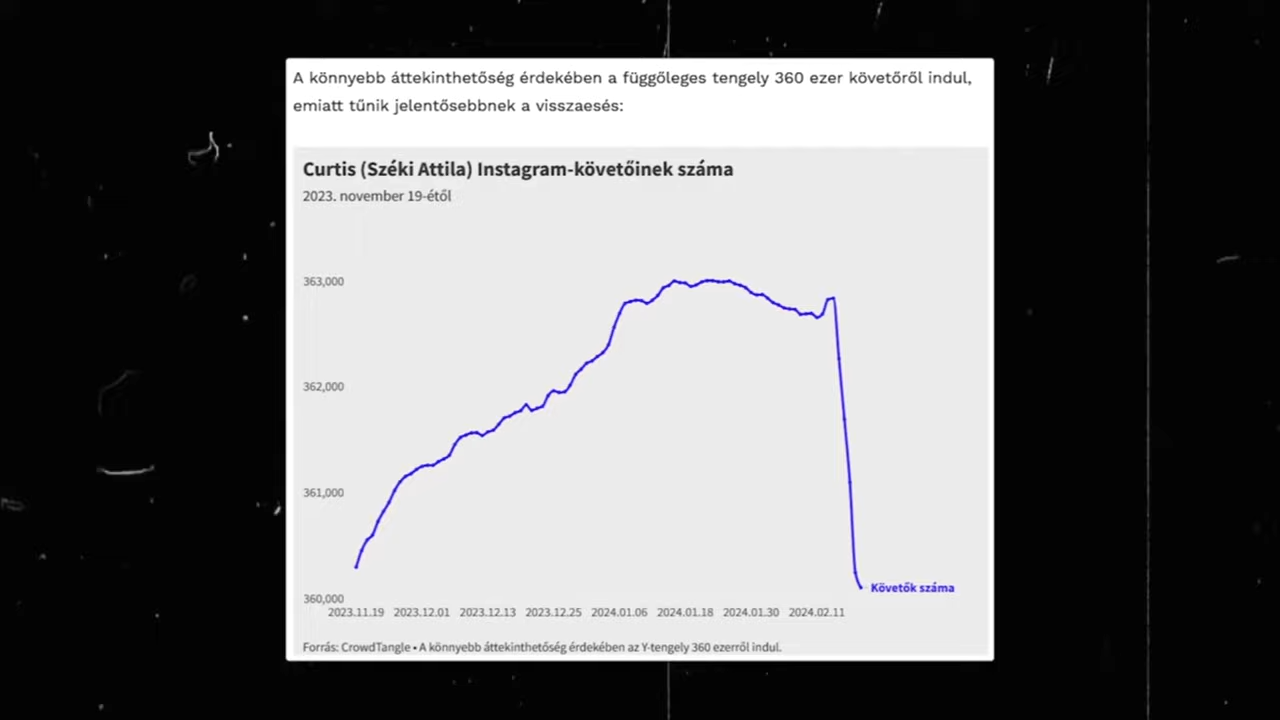 A könnyebb áttekinthetőség érdekében a függőleges tengely 360 ezer követőről indul,
emiatt tűnik jelentősebbnek a visszaesés:
Curtis (Széki Attila) Instagram-követőinek száma
2023. november 19-étől
363,000
362,000
361,000
360,000
Követők száma
2023.11.19 2023.12.01 2023.12.13 2023.12.25 2024.01.06 2024.01.18 2024.01.30 2024.02.11
Forrás: CrowdTangle • A könnyebb áttekinthetőség érdekében az Y-tengely 360 ezerről indul.